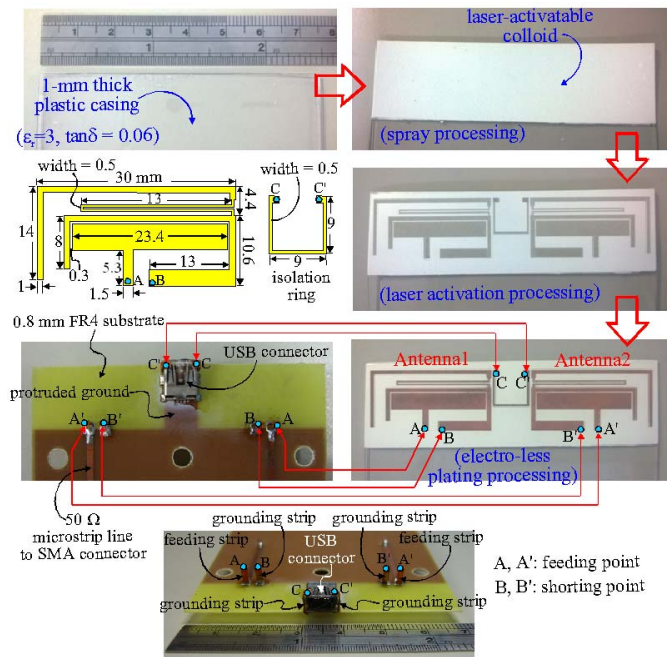 1-mm thick
plastic casing
(εr=3, tanδ = 0.06)
laser-activatable
colloid
(spray processing)
width = 0.5
30 mm
13
4.4
14
8
23.4
10.6
0.3
5.3
13
A
B
1
1.5
width = 0.5
C
C'
9
9
isolation
ring
(laser activation processing)
0.8 mm FR4 substrate
C'
C
USB connector
protruded ground
A'
B'
B
A
50 Ω
microstrip line
to SMA connector
Antenna1
Antenna2
C
C'
A
B
B'
A'
(electro-less
plating processing)
grounding strip
grounding strip
feeding strip
USB
connector
feeding strip
A
B
B'
A'
C
C'
grounding strip
grounding strip
A, A': feeding point
B, B': shorting point